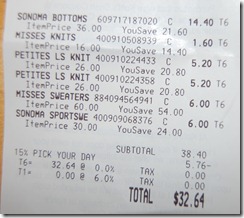 SONOMA BOTTOMS 609717187020 C 14.40 T6
ItemPrice 36.00 YouSave 21.60
MISSES KNITS 400910508939 C 1.60 T6
ItemPrice 16.00 YouSave 14.40
PETITES LS KNIT 400910224433 C 5.20 T6
ItemPrice 26.00 YouSave 20.80
PETITES LS KNIT 400910224358 C 5.20 T6
ItemPrice 26.00 YouSave 20.80
MISSES SWEATERS 884094564941 C 6.00 T6
ItemPrice 60.00 YouSave 54.00
SONOMA SPORTSWE 400909068376 C 6.00 T6
ItemPrice 30.00 YouSave 24.00
SUBTOTAL 38.40
15% PICK YOUR DAY 5.76-
T6= 32.64 @ 0.0% TAX 0.00
T1= 0.00 @ 6.0% TAX 0.00
TOTAL $32.64